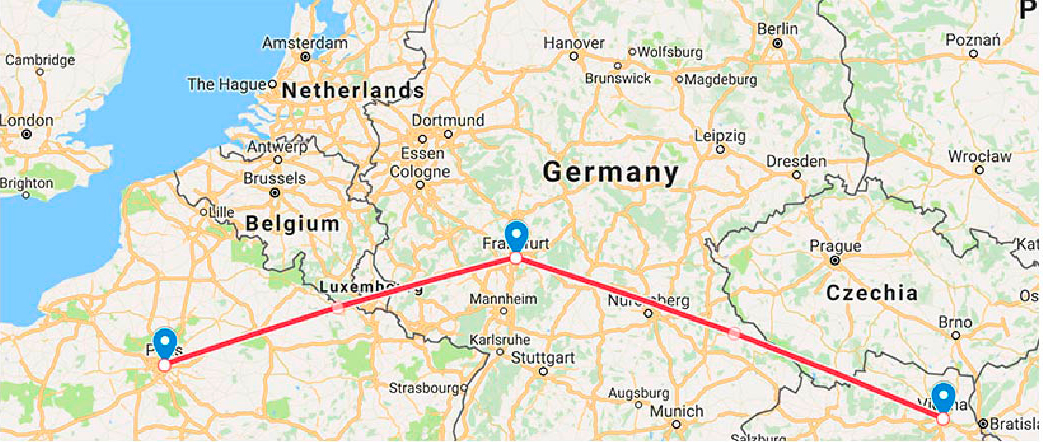 P
Berlin
Amsterdam
Hanover
Wolfsburg
Poznań
Cambridge
Brunswick
Magdeburg
The Hague
Netherlands
London
Dortmund
Leipzig
Essen
Antwerp
Dresden
Wrocław
Cologne
Germany
Brussels
Brighton
Lille
Belgium
Frankfurt
Prague
Kat
Luxembourg
Czechia
Os
Mannheim
Nuremberg
Brno
Karlsruhe
Paris
Stuttgart
Strasbourg
Augsburg
Vienna
Munich
Bratisla
Salzburg